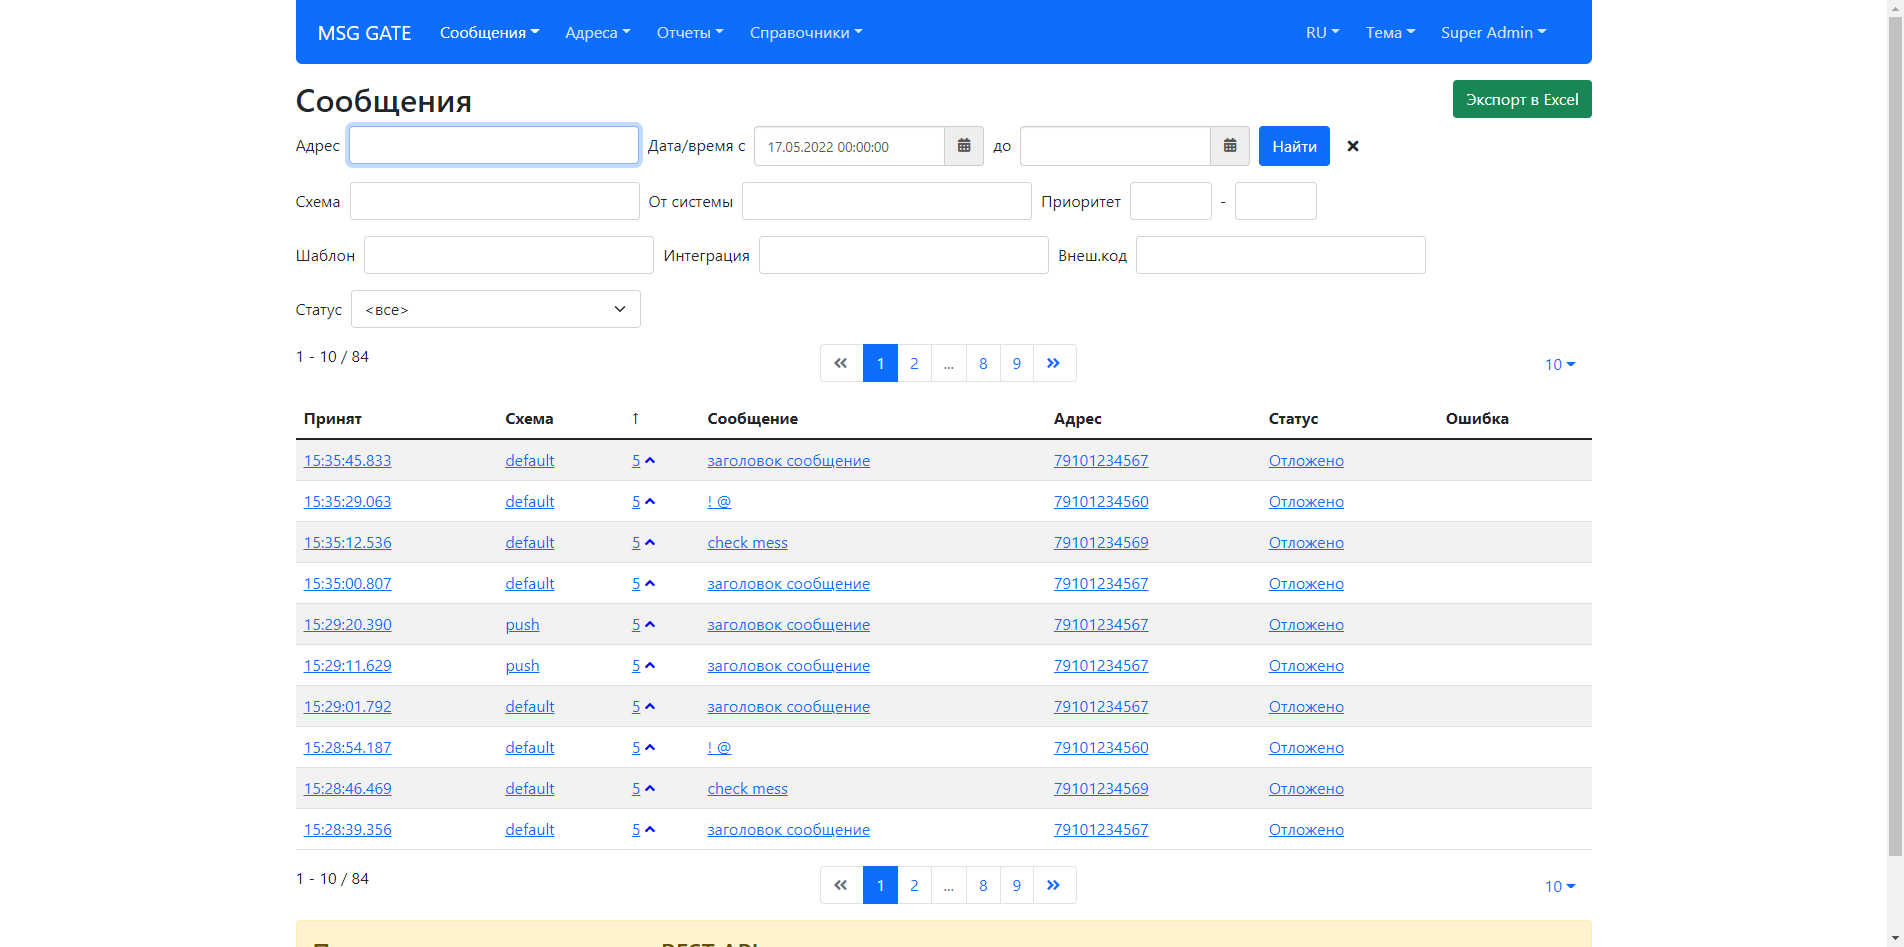 MSG GATE Сообщения Адреса Отчеты Справочники RU Тема Super Admin
Сообщения Экспорт в Excel
Адрес Дата/время с 17.05.2022 00:00:00 до Найти
Схема От системы Приоритет -
Шаблон Интеграция Внеш.код
Статус <все>
1 - 10 / 84 « 1 2 ... 8 9 » 10
Принят Схема ↑ Сообщение Адрес Статус Ошибка
15:35:45.833 default 5 заголовок сообщение 79101234567 Отложено
15:35:29.063 default 5 ! @ 79101234560 Отложено
15:35:12.536 default 5 check mess 79101234569 Отложено
15:35:00.807 default 5 заголовок сообщение 79101234567 Отложено
15:29:20.390 push 5 заголовок сообщение 79101234567 Отложено
15:29:11.629 push 5 заголовок сообщение 79101234567 Отложено
15:29:01.792 default 5 заголовок сообщение 79101234567 Отложено
15:28:54.187 default 5 ! @ 79101234560 Отложено
15:28:46.469 default 5 check mess 79101234569 Отложено
15:28:39.356 default 5 заголовок сообщение 79101234567 Отложено
1 - 10 / 84 « 1 2 ... 8 9 » 10